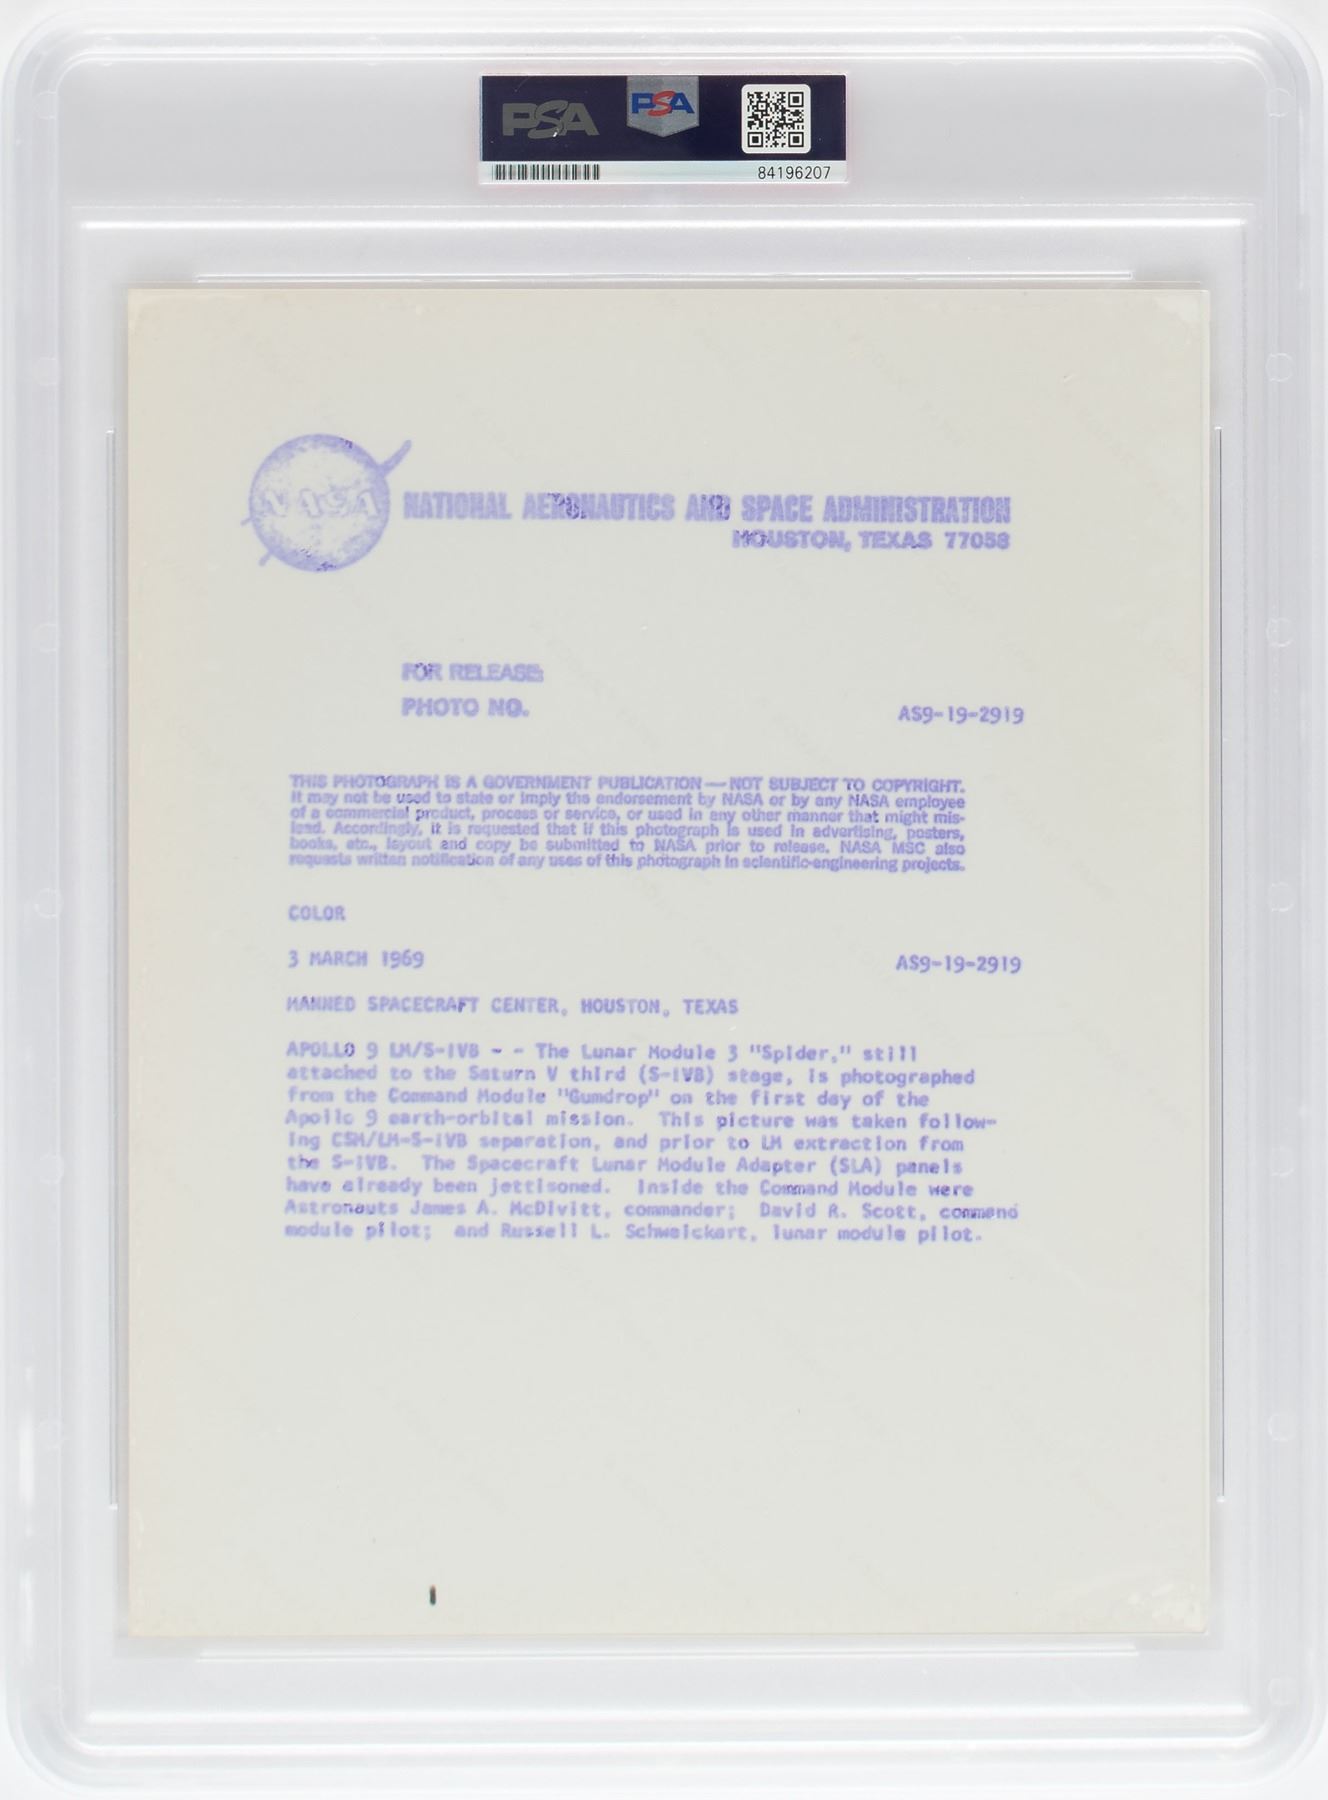 PSA
PSA
84196207
NASA
NATIONAL AERONAUTICS AND SPACE ADMINISTRATION
HOUSTON, TEXAS 77058
FOR RELEASE:
PHOTO NO. AS9-19-2919
THIS PHOTOGRAPH IS A GOVERNMENT PUBLICATION—NOT SUBJECT TO COPYRIGHT.
It may not be used to state or imply the endorsement by NASA or by any NASA employee
of a commercial product, process or service, or used in any other manner that might mis-
lead. Accordingly, it is requested that if this photograph is used in advertising, posters,
books, etc., layout and copy be submitted to NASA prior to release. NASA MSC also
requests written notification of any uses of this photograph in scientific-engineering projects.
COLOR
3 MARCH 1969 AS9-19-2919
MANNED SPACECRAFT CENTER, HOUSTON, TEXAS
APOLLO 9 LM/S-IVB - - The Lunar Module 3 "Spider," still
attached to the Saturn V third (S-IVB) stage, is photographed
from the Command Module "Gumdrop" on the first day of the
Apollo 9 earth-orbital mission. This picture was taken follow-
ing CSM/LM-S-IVB separation, and prior to LM extraction from
the S-IVB. The Spacecraft Lunar Module Adapter (SLA) panels
have already been jettisoned. Inside the Command Module were
Astronauts James A. McDivitt, commander; David R. Scott, command
module pilot; and Russell L. Schweickart, lunar module pilot.